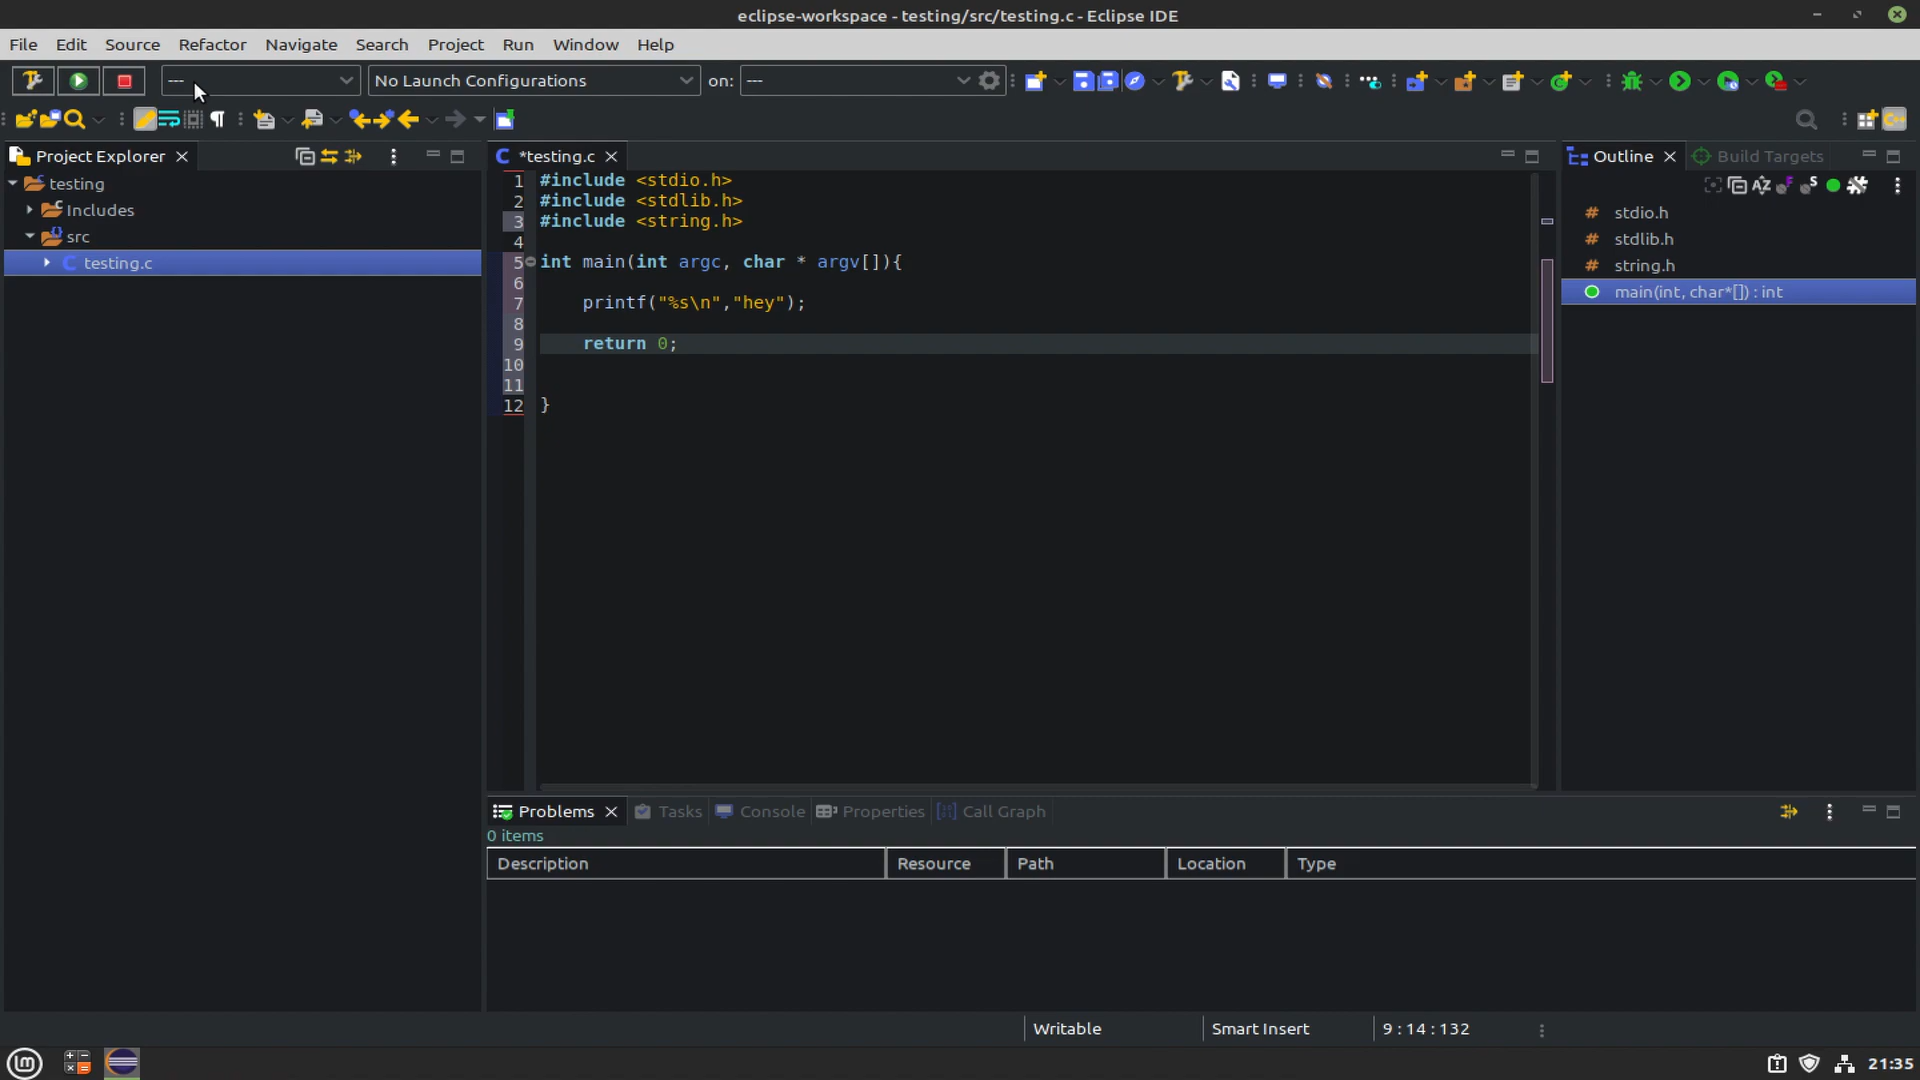 eclipse-workspace - testing/src/testing.c - Eclipse IDE
File Edit Source Refactor Navigate Search Project Run Window Help
--- No Launch Configurations on: ---
Project Explorer
testing
Includes
src
testing.c
*testing.c
1 #include <stdio.h>
2 #include <stdlib.h>
3 #include <string.h>
4
5 int main(int argc, char * argv[]){
6
7 printf("%s\n","hey");
8
9 return 0;
10
11
12 }
Outline Build Targets
stdio.h
stdlib.h
string.h
main(int, char*[]) : int
Problems Tasks Console Properties Call Graph
0 items
Description Resource Path Location Type
Writable Smart Insert 9 : 14 : 132
21:35